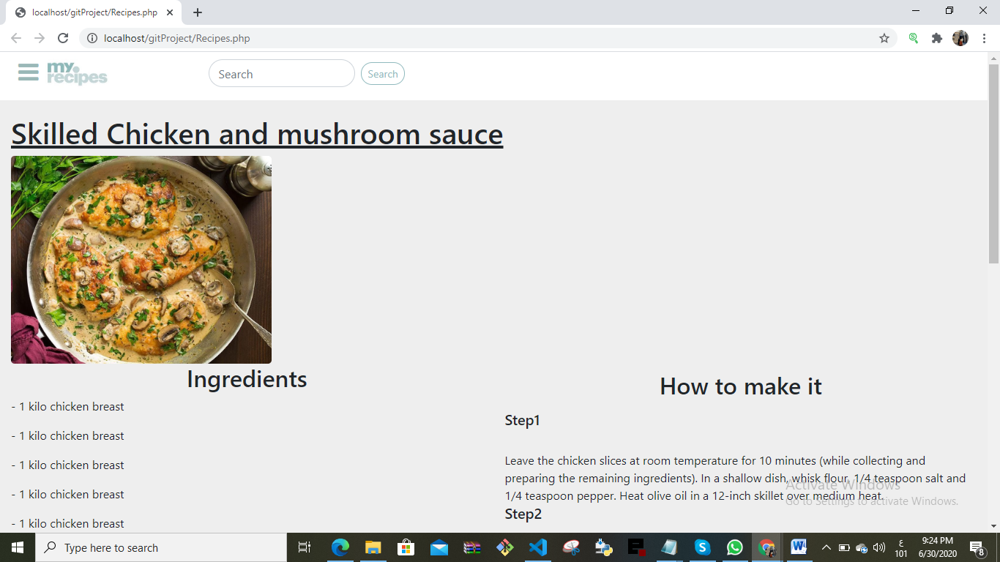 localhost/gitProject/Recipes.php
localhost/gitProject/Recipes.php
my.
recipes
Search
Search
Skilled Chicken and mushroom sauce
Ingredients
- 1 kilo chicken breast
- 1 kilo chicken breast
- 1 kilo chicken breast
- 1 kilo chicken breast
- 1 kilo chicken breast
How to make it
Step1
Leave the chicken slices at room temperature for 10 minutes (while collecting and
preparing the remaining ingredients). In a shallow dish, whisk flour, 1/4 teaspoon salt and
1/4 teaspoon pepper. Heat olive oil in a 12-inch skillet over medium heat.
Step2
Activate Windows
Go to Settings to activate Windows.
Type here to search
ع
101
9:24 PM
6/30/2020
8